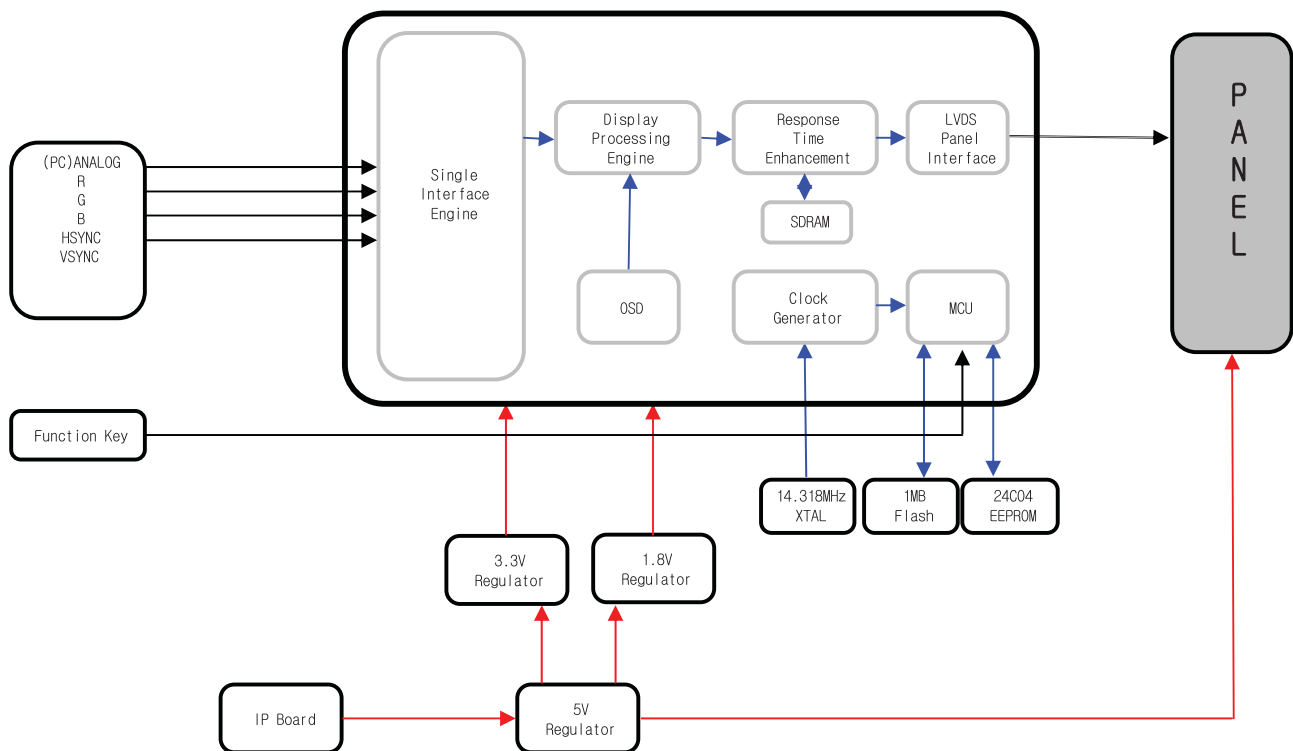 (PC)ANALOG
R
G
B
HSYNC
VSYNC
Single
Interface
Engine
Display
Processing
Engine
Response
Time
Enhancement
LVDS
Panel
Interface
SDRAM
OSD
Clock
Generator
MCU
P
A
N
E
L
Function Key
14.318MHz
XTAL
1MB
Flash
24C04
EEPROM
3.3V
Regulator
1.8V
Regulator
IP Board
5V
Regulator